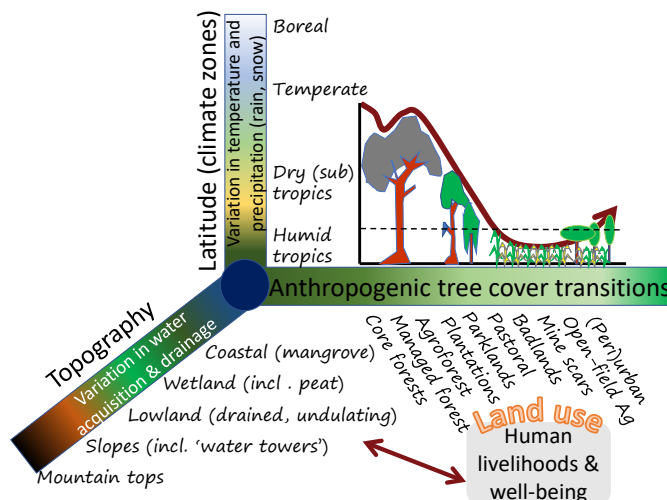 Boreal
Temperate
Dry (sub)
tropics
Humid
tropics
Latitude (climate zones)
Variation in temperature and
precipitation (rain, snow)
Anthropogenic tree cover transitions
Topography
Variation in water
acquisition & drainage
Coastal (mangrove)
Wetland (incl . peat)
Lowland (drained, undulating)
Slopes (incl. ‘water towers’)
Mountain tops
Core forests
Managed forest
Agroforest
Plantations
Parklands
Pastoral
Badlands
Mine scars
Open-field Ag
(Peri)urban
Land use
Human
livelihoods &
well-being